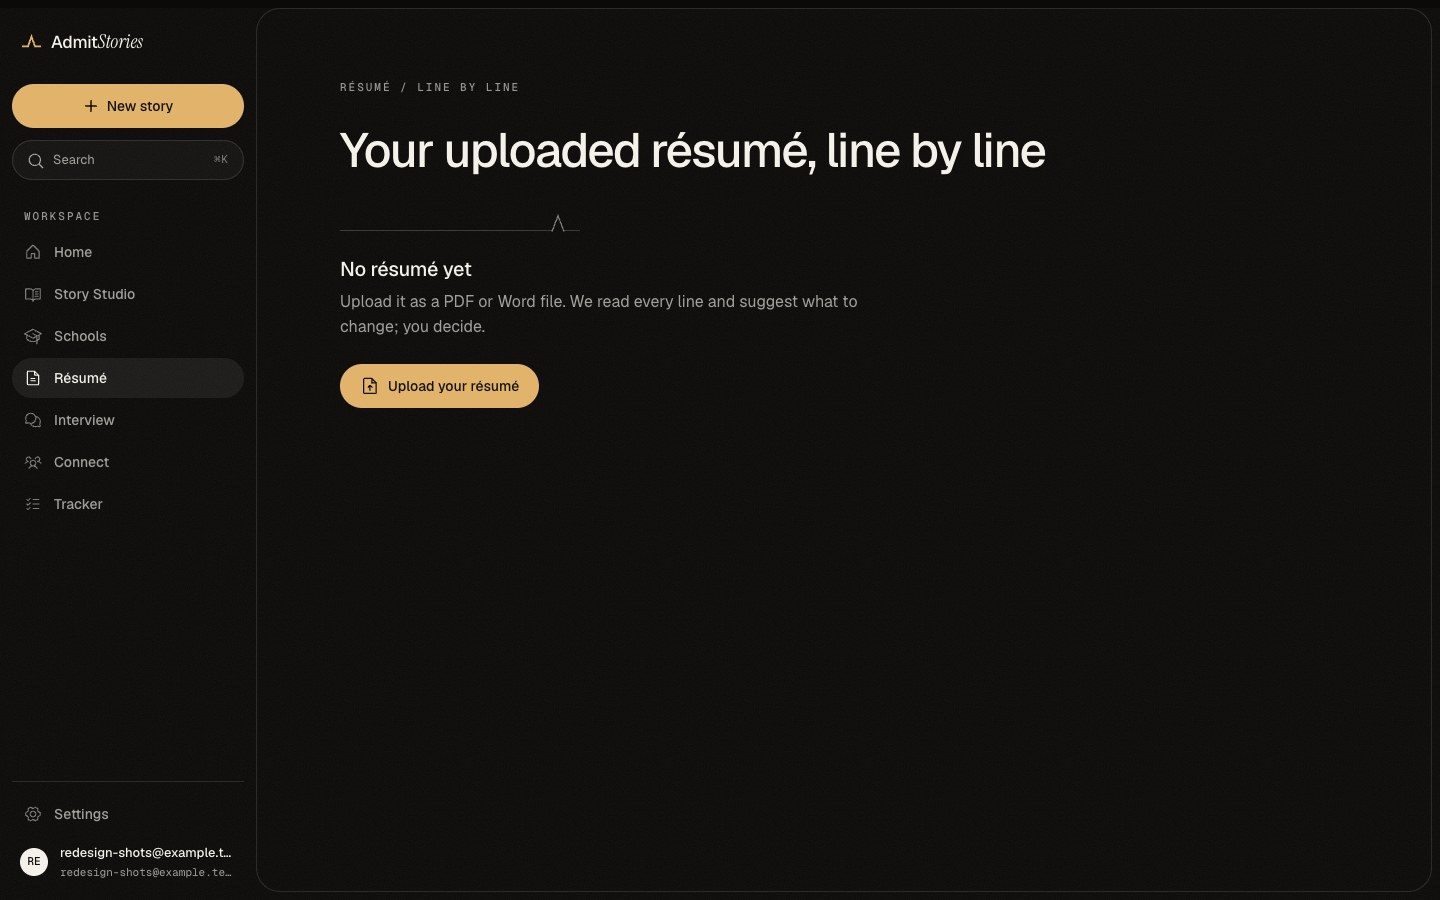 AdmitStories
New story
Search ⌘K
WORKSPACE
Home
Story Studio
Schools
Résumé
Interview
Connect
Tracker
Settings
RE
redesign-shots@example.t…
redesign-shots@example.te…
RÉSUMÉ / LINE BY LINE
Your uploaded résumé, line by line
No résumé yet
Upload it as a PDF or Word file. We read every line and suggest what to
change; you decide.
Upload your résumé